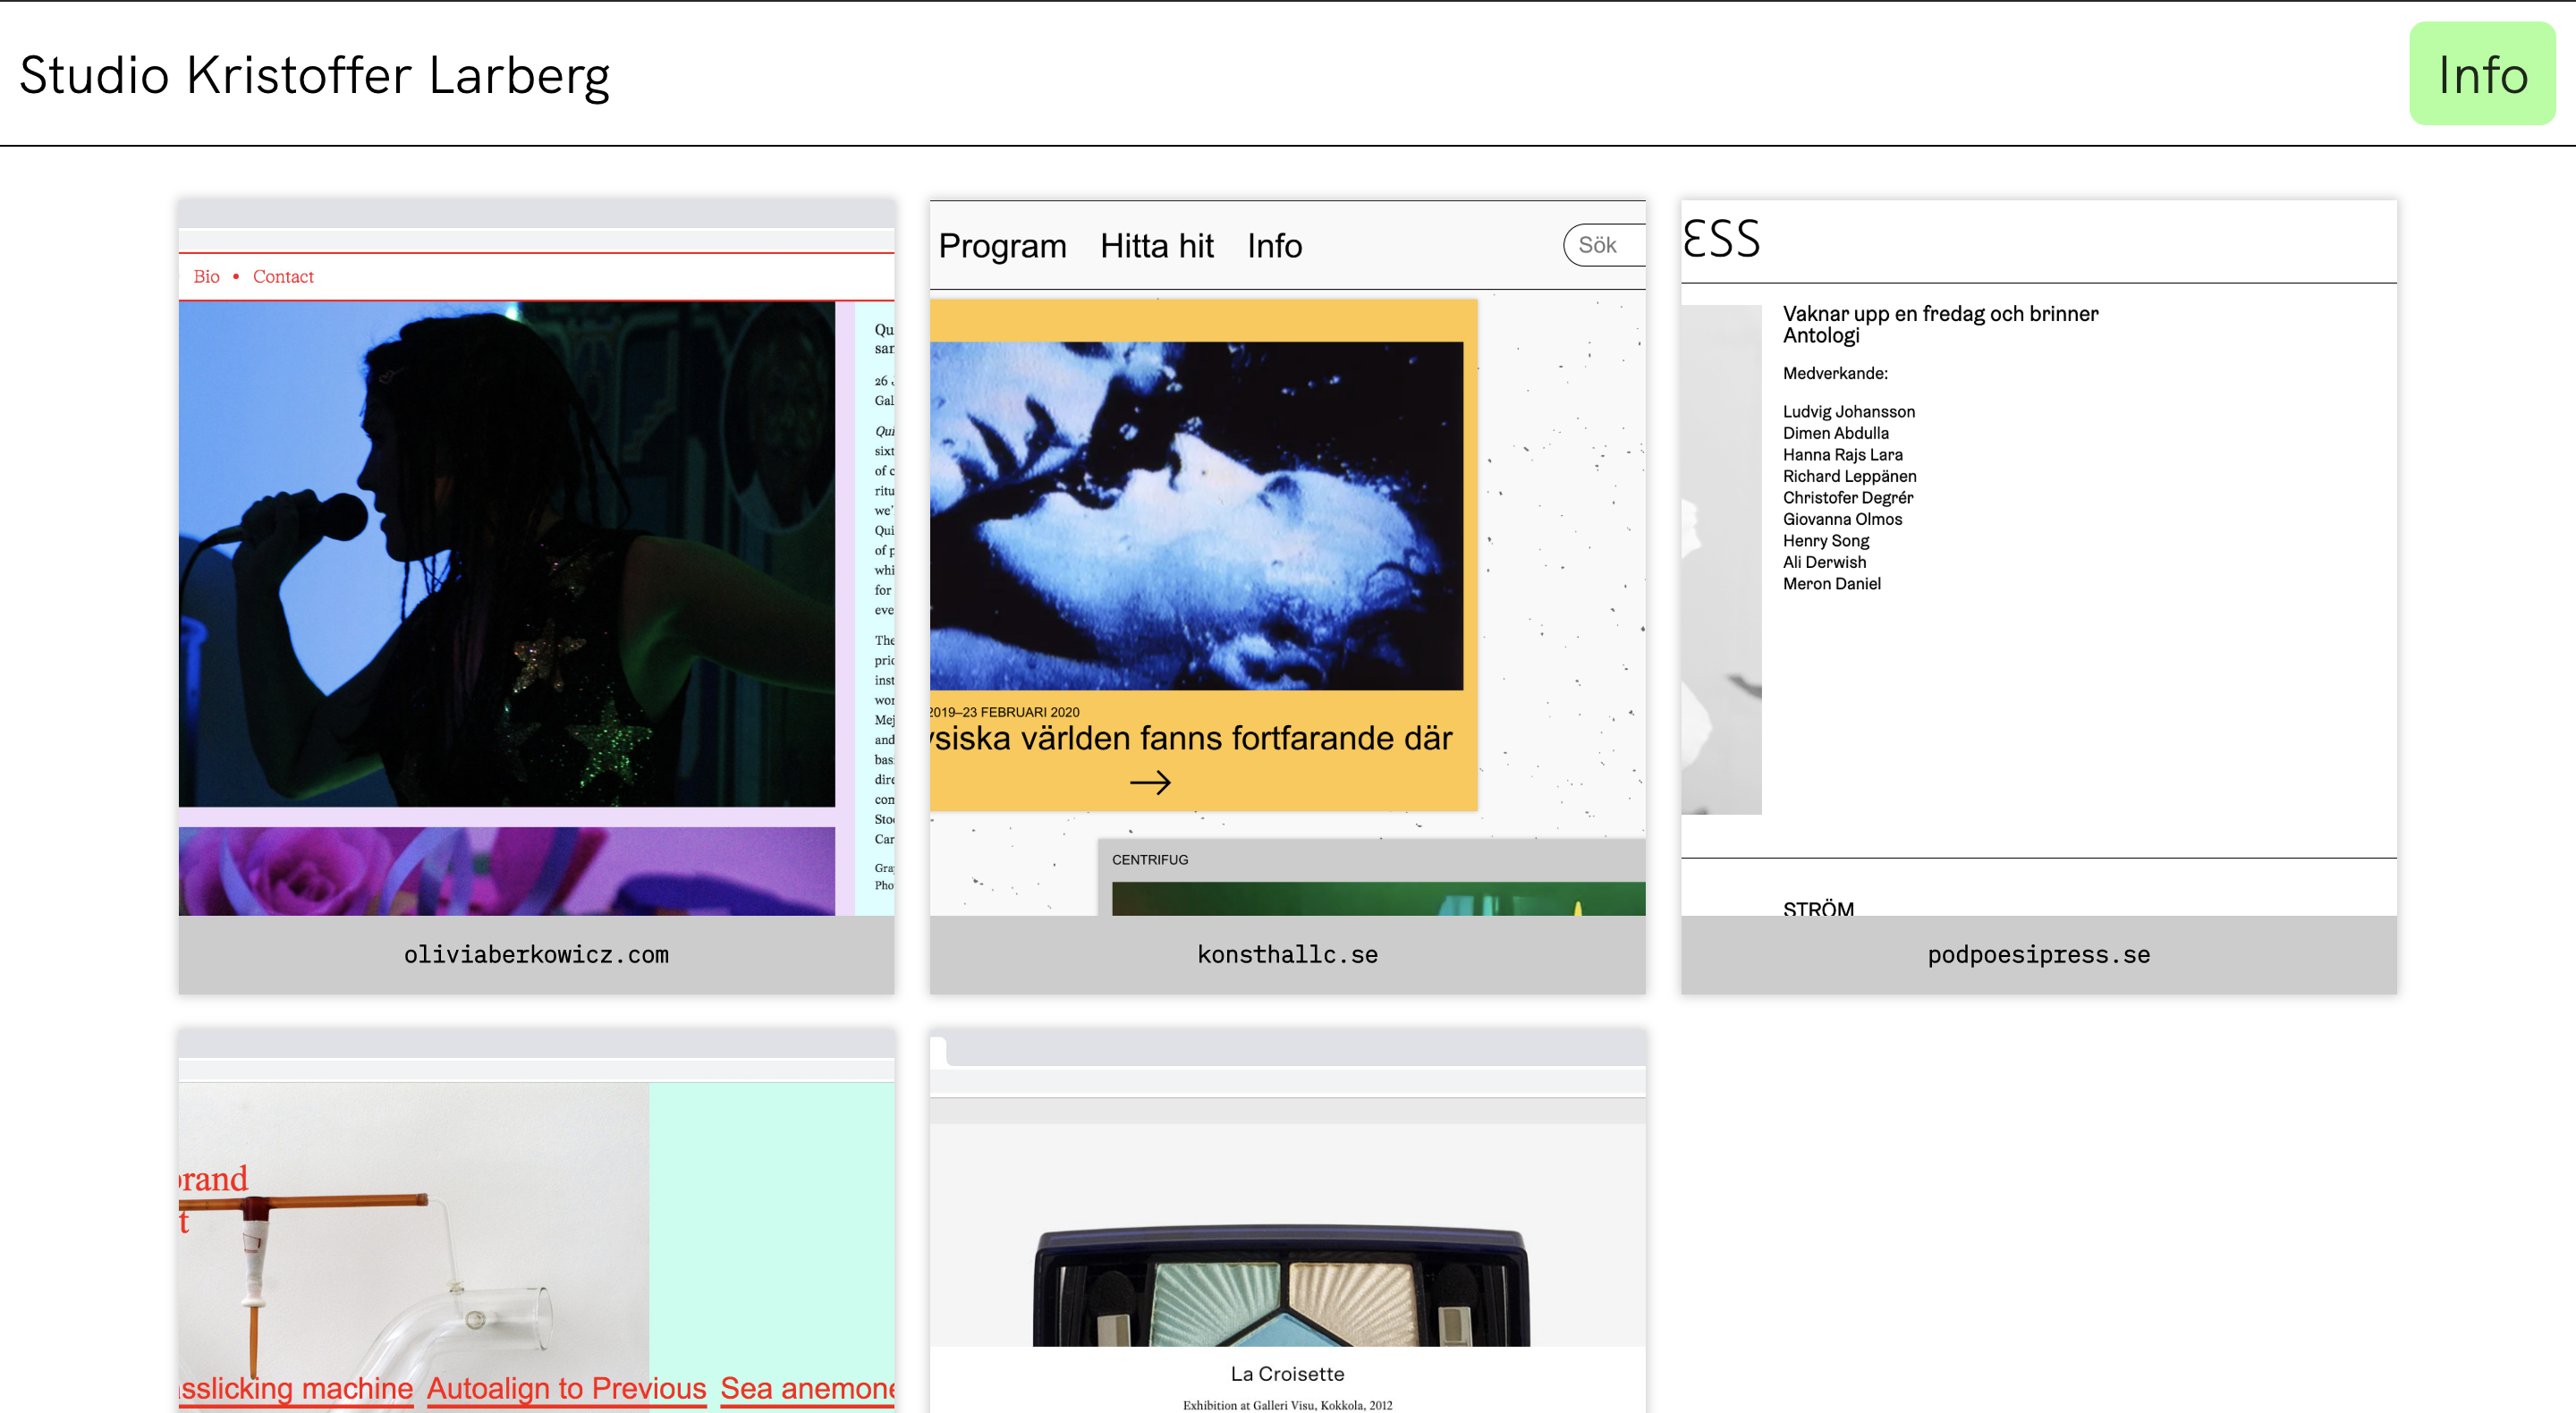 Studio Kristoffer Larberg
Info
Bio • Contact
Qu
san
26
Gal
Qui
sixt
of c
ritu
we'
Qui
of p
whi
for
eve
The
pric
inst
wor
Mej
and
bas
dire
con
Stoc
Car
Gra
Pho
oliviaberkowicz.com
Program Hitta hit Info
Sök
2019–23 FEBRUARI 2020
ysiska världen fanns fortfarande där
→
CENTRIFUG
konsthallc.se
ESS
Vaknar upp en fredag och brinner
Antologi
Medverkande:
Ludvig Johansson
Dimen Abdulla
Hanna Rajs Lara
Richard Leppänen
Christofer Degrér
Giovanna Olmos
Henry Song
Ali Derwish
Meron Daniel
STRÖM
podpoesipress.se
brand
t
sslicking machine Autoalign to Previous Sea anemone
La Croisette
Exhibition at Galleri Visu, Kokkola, 2012